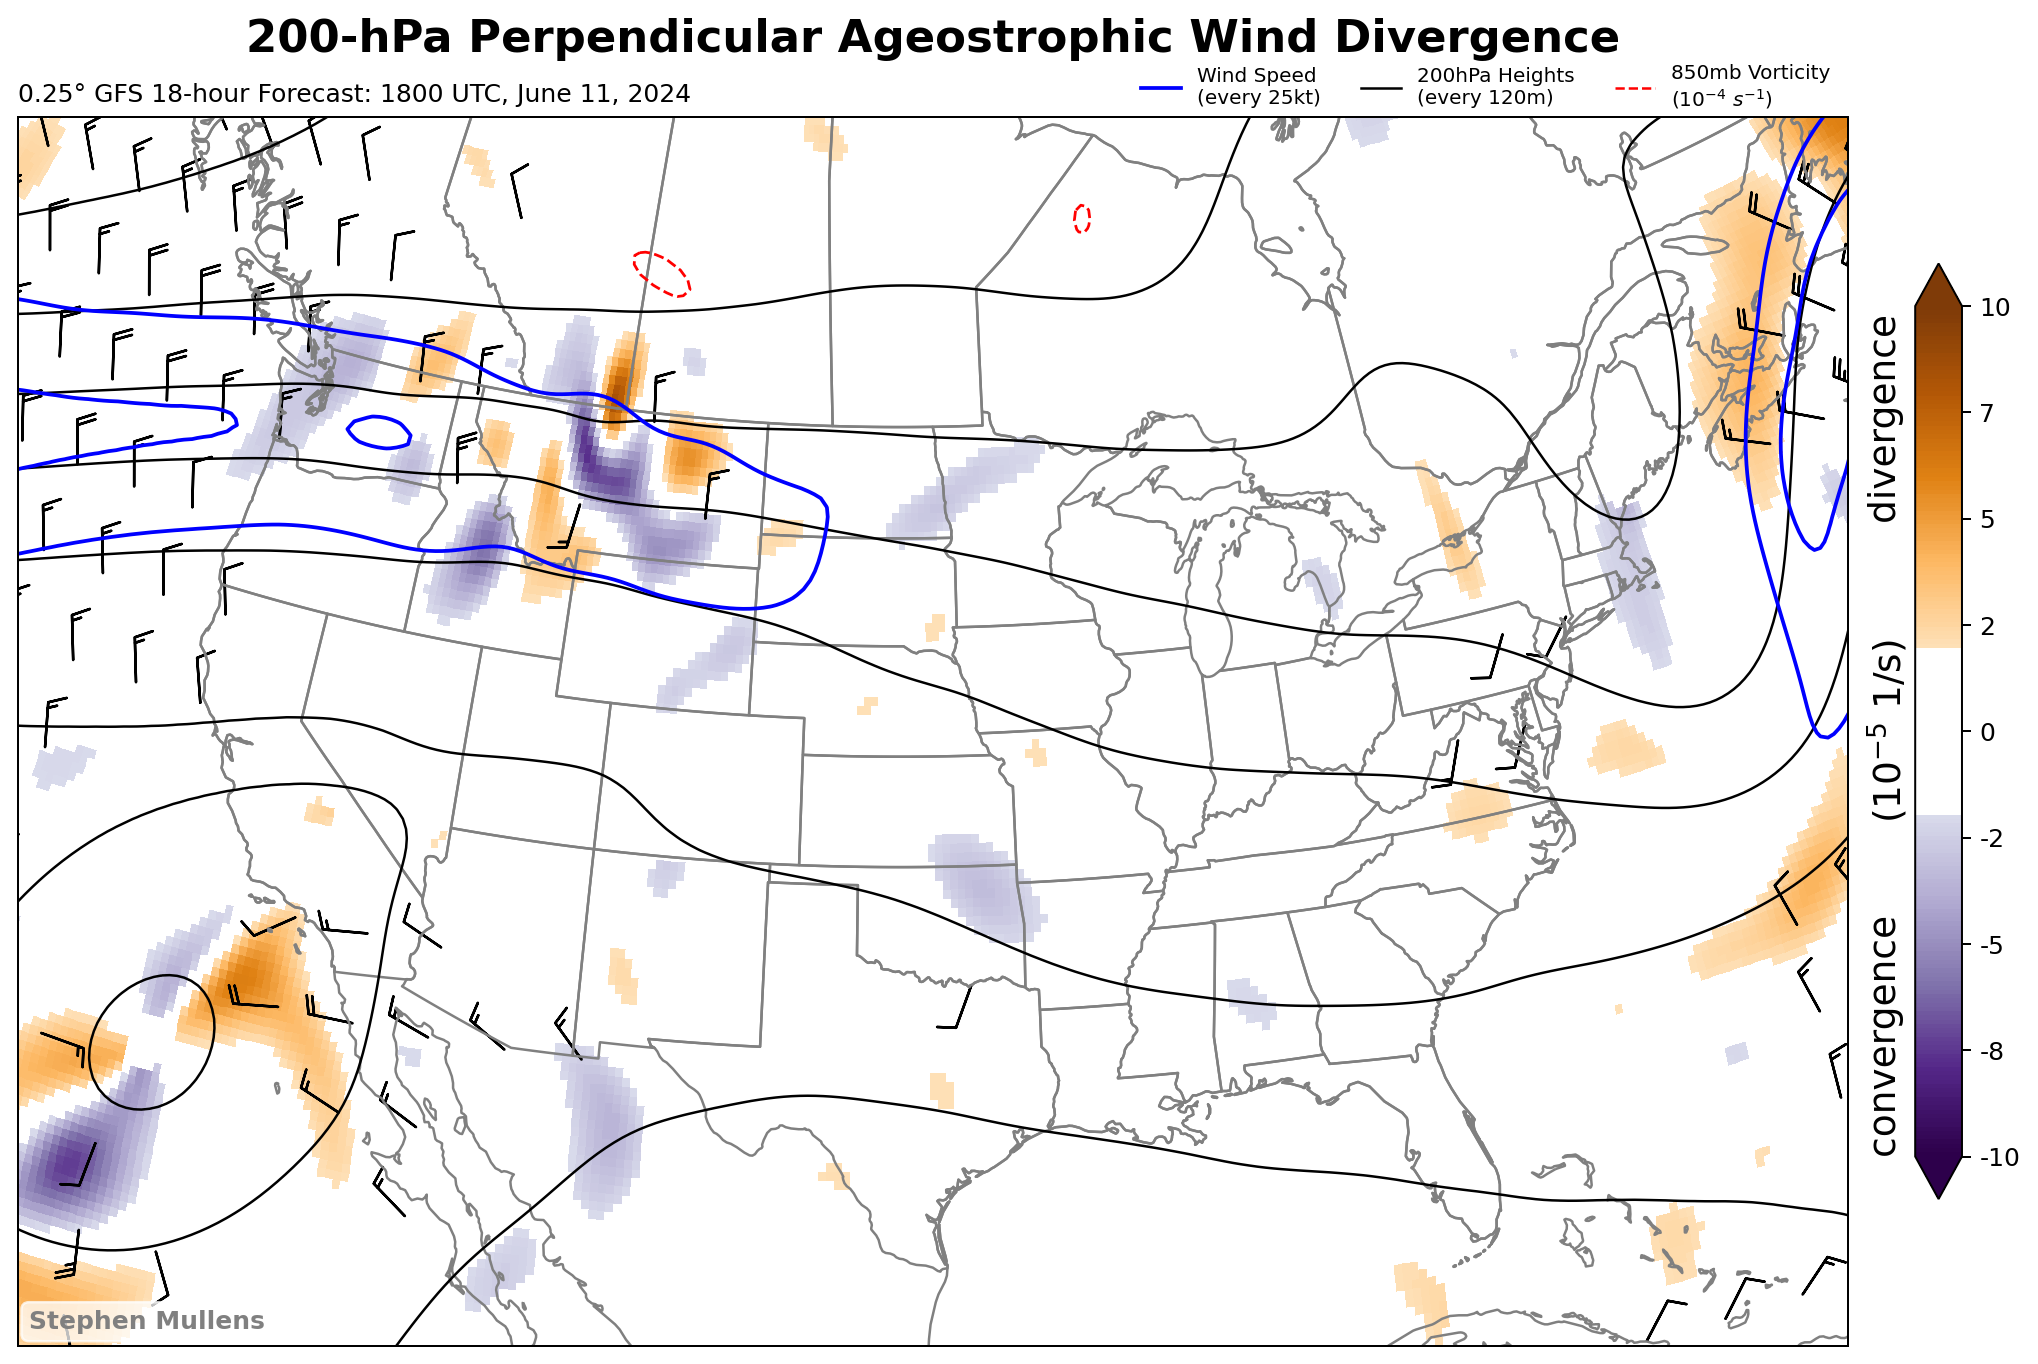 200-hPa Perpendicular Ageostrophic Wind Divergence
0.25° GFS 18-hour Forecast: 1800 UTC, June 11, 2024
Wind Speed
(every 25kt)
200hPa Heights
(every 120m)
850mb Vorticity
(10⁻⁴ s⁻¹)
10
7
5
2
0
-2
-5
-8
-10
convergence (10⁻⁵ 1/s) divergence
Stephen Mullens